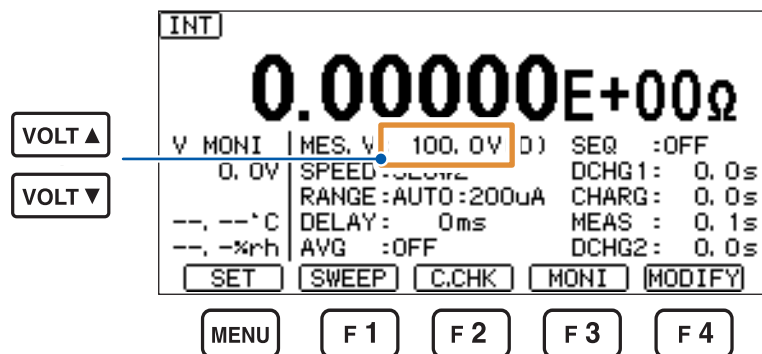 INT
0.00000E+00Ω
VOLT▲
VOLT▼
V MONI MES. V: 100.0V D) SEQ :OFF
0.0V SPEED:SLOW2 DCHG1: 0.0s
RANGE:AUTO:200uA CHARG: 0.0s
--.--°C DELAY: 0ms MEAS : 0.1s
--.-%rh AVG :OFF DCHG2: 0.0s
SET SWEEP C.CHK MONI MODIFY
MENU F 1 F 2 F 3 F 4